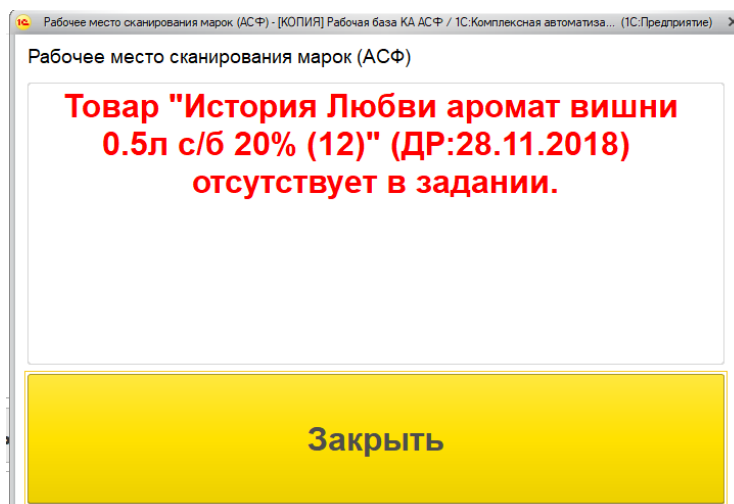 Рабочее место сканирования марок (АСФ) - [КОПИЯ] Рабочая база КА АСФ / 1С:Комплексная автоматиза... (1С:Предприятие)
Рабочее место сканирования марок (АСФ)
Товар "История Любви аромат вишни
0.5л с/б 20% (12)" (ДР:28.11.2018)
отсутствует в задании.
Закрыть